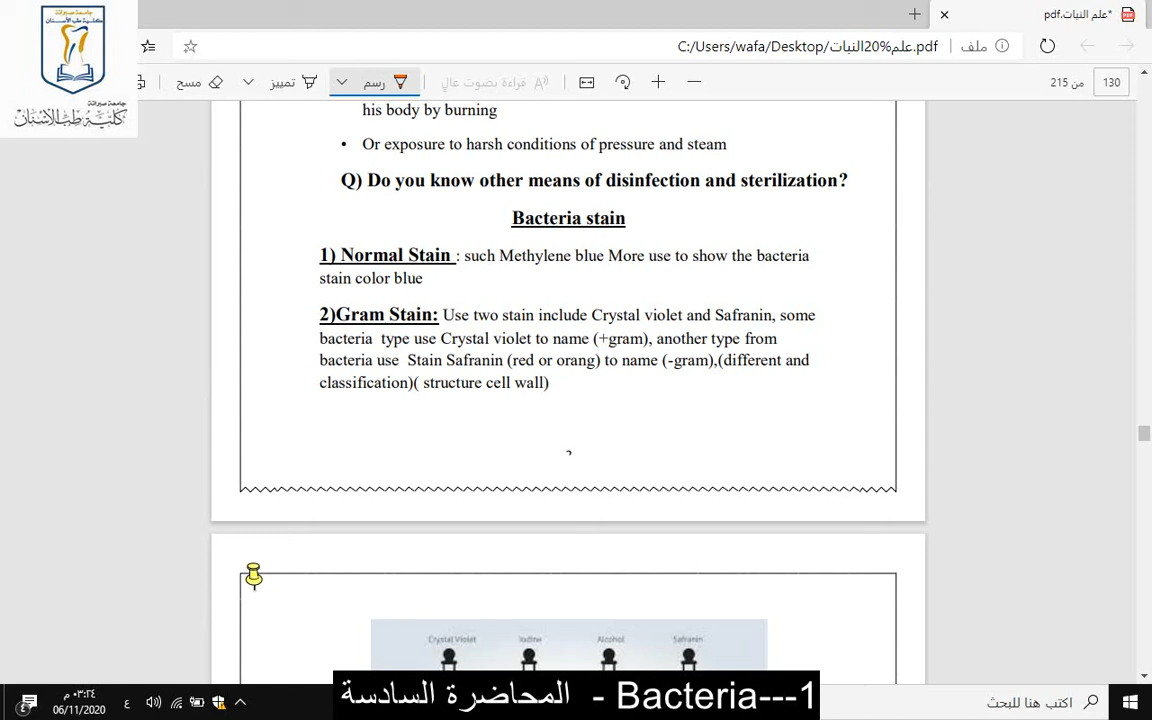 علم النبات.pdf*
C:/Users/wafa/Desktop/علم%20النبات.pdf
ملف
130
من 215
قراءة بصوت عالٍ
رسم
تمييز
مسح
جامعة صبراتة
كلية طب الأسنان
his body by burning
• Or exposure to harsh conditions of pressure and steam
Q) Do you know other means of disinfection and sterilization?
Bacteria stain
1) Normal Stain : such Methylene blue More use to show the bacteria
stain color blue
2)Gram Stain: Use two stain include Crystal violet and Safranin, some
bacteria type use Crystal violet to name (+gram), another type from
bacteria use Stain Safranin (red or orang) to name (-gram),(different and
classification)( structure cell wall)
Crystal Violet
Iodine
Alcohol
Safranin
المحاضرة السادسة - Bacteria---1
اكتب هنا للبحث
ع
٠٣:٢٤ م
06/11/2020